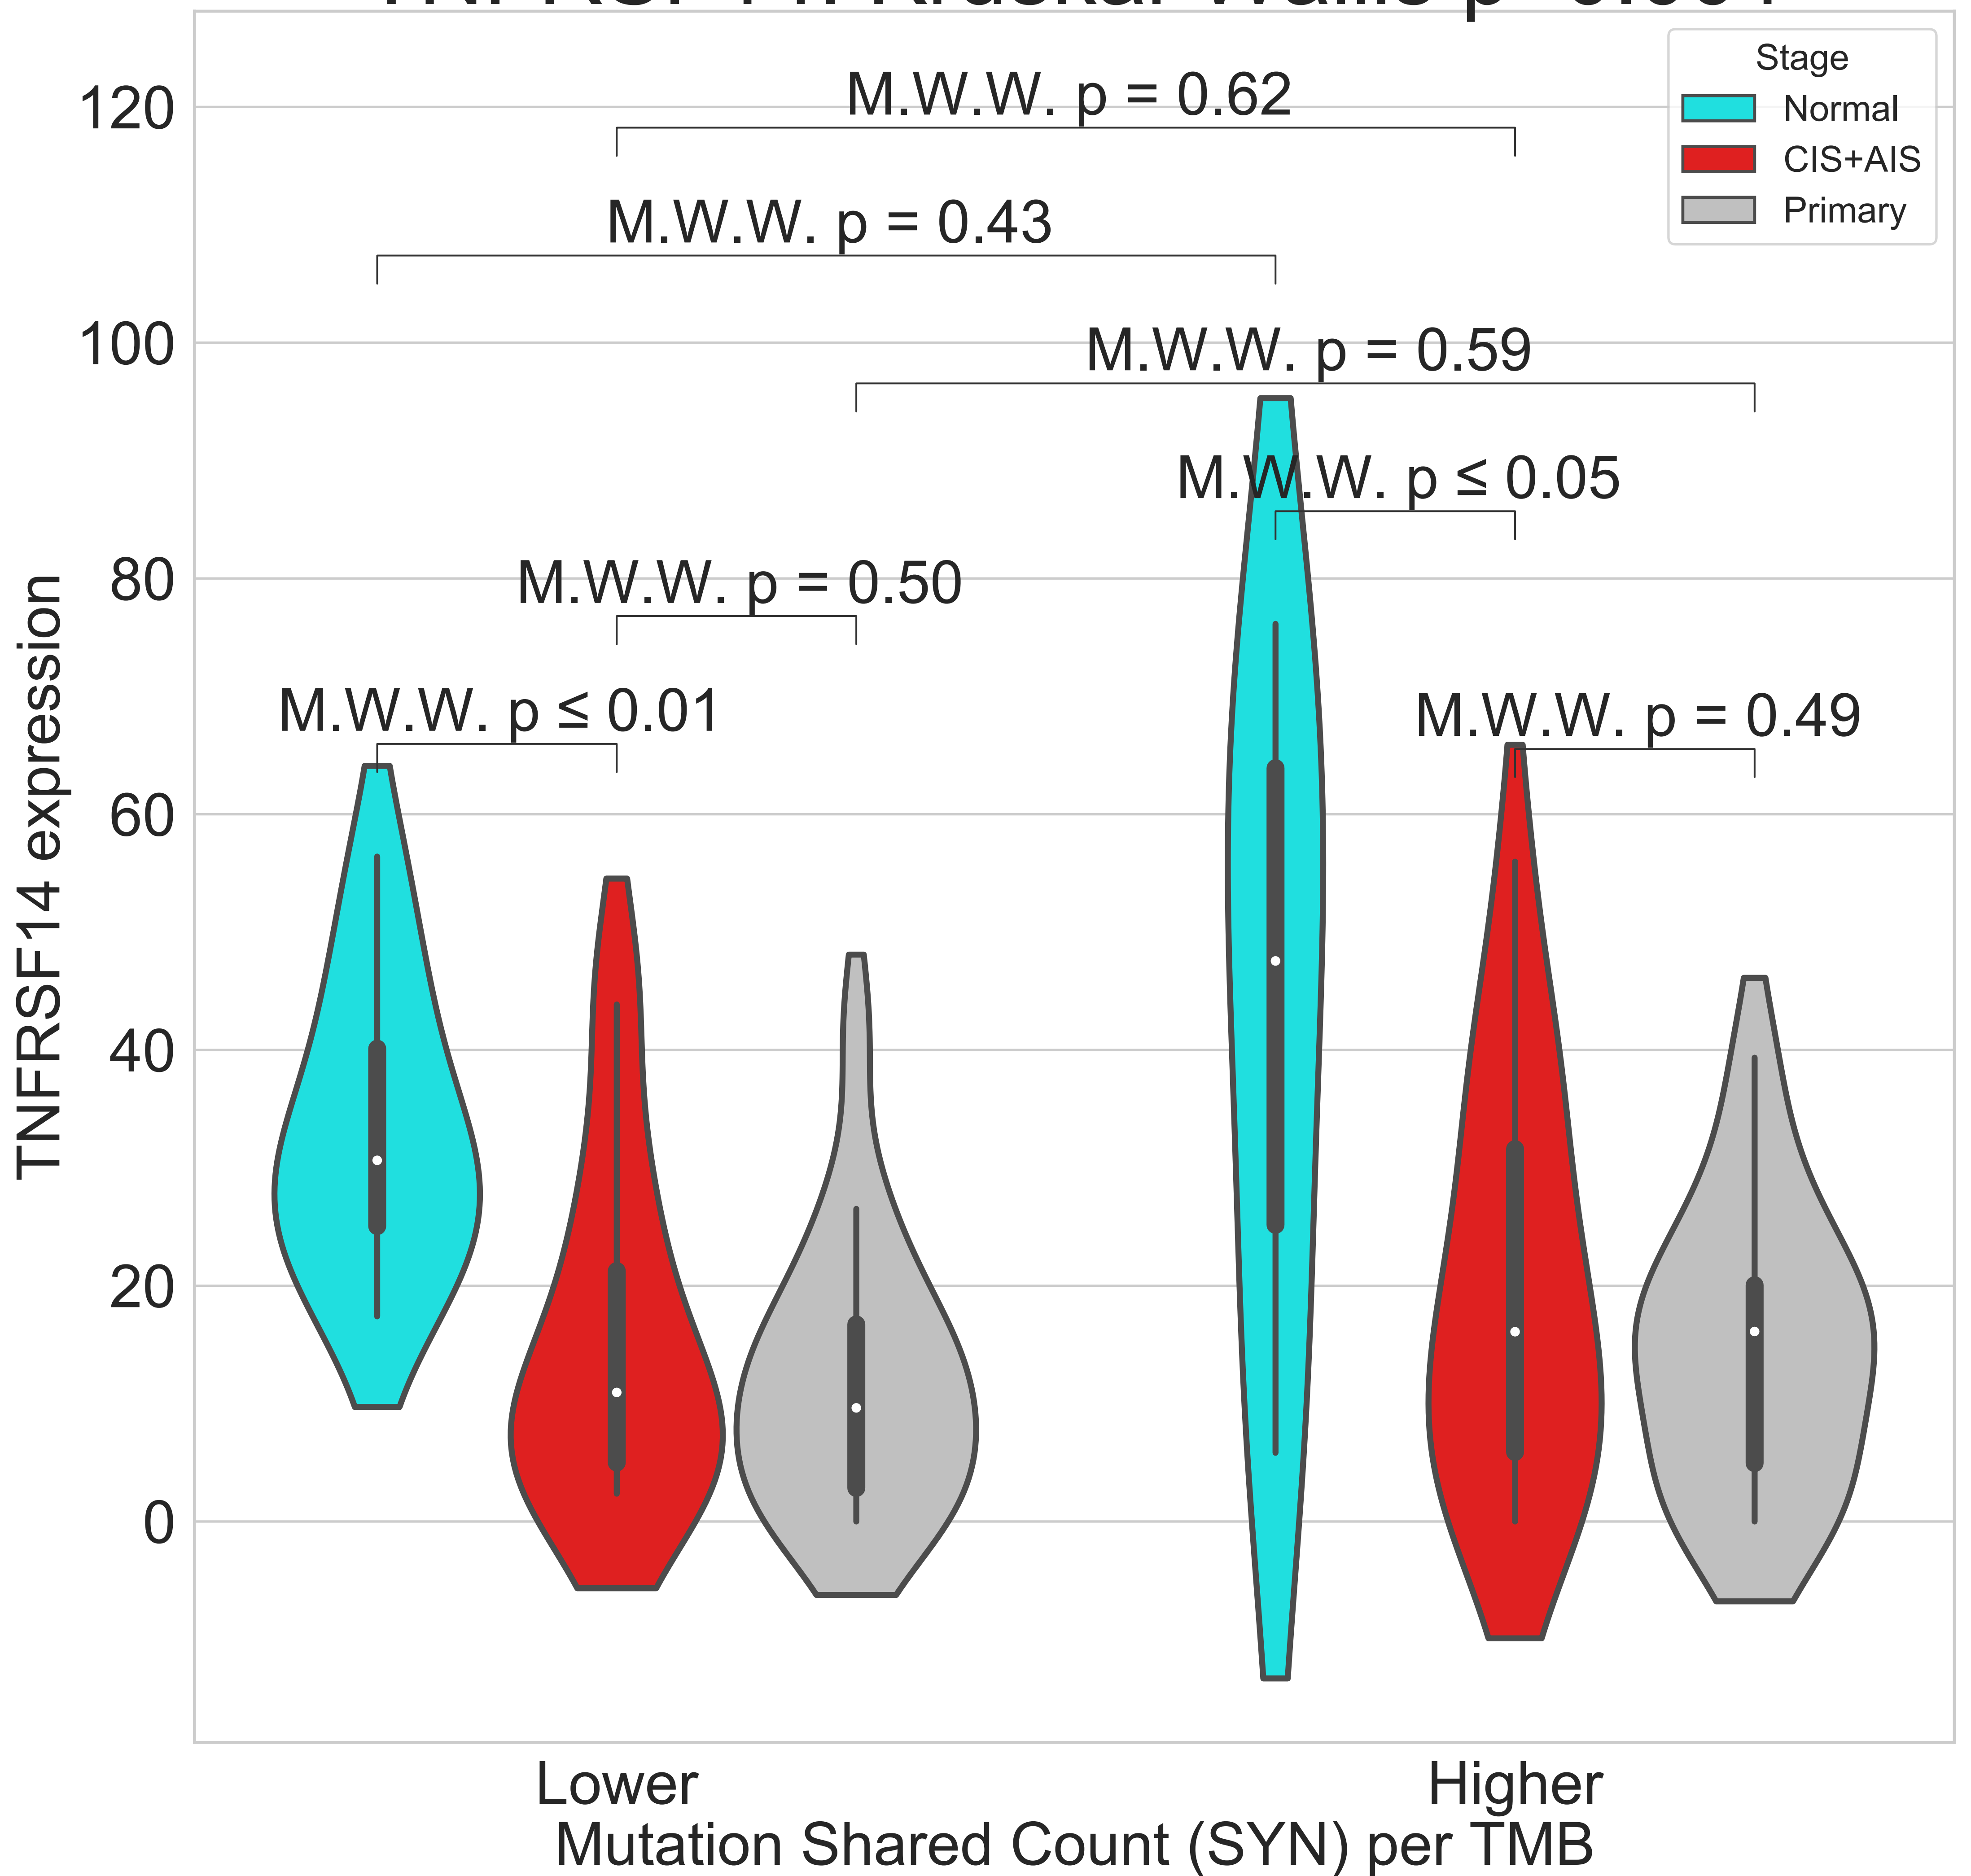 Stage
Normal
CIS+AIS
Primary
M.W.W. p = 0.62
M.W.W. p = 0.43
M.W.W. p = 0.59
M.W.W. p ≤ 0.05
M.W.W. p = 0.50
M.W.W. p ≤ 0.01
M.W.W. p = 0.49
120
100
80
60
40
20
0
TNFRSF14 expression
Lower
Higher
Mutation Shared Count (SYN) per TMB